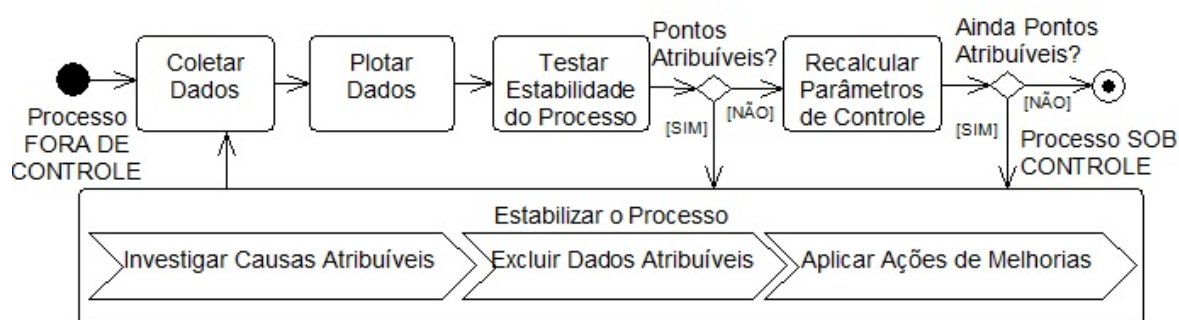 Processo
FORA DE
CONTROLE
Coletar
Dados
Plotar
Dados
Testar
Estabilidade
do Processo
Pontos
Atribuíveis?
[NÃO]
[SIM]
Recalcular
Parâmetros
de Controle
Ainda Pontos
Atribuíveis?
[NÃO]
[SIM]
Processo SOB
CONTROLE
Estabilizar o Processo
Investigar Causas Atribuíveis
Excluir Dados Atribuíveis
Aplicar Ações de Melhorias